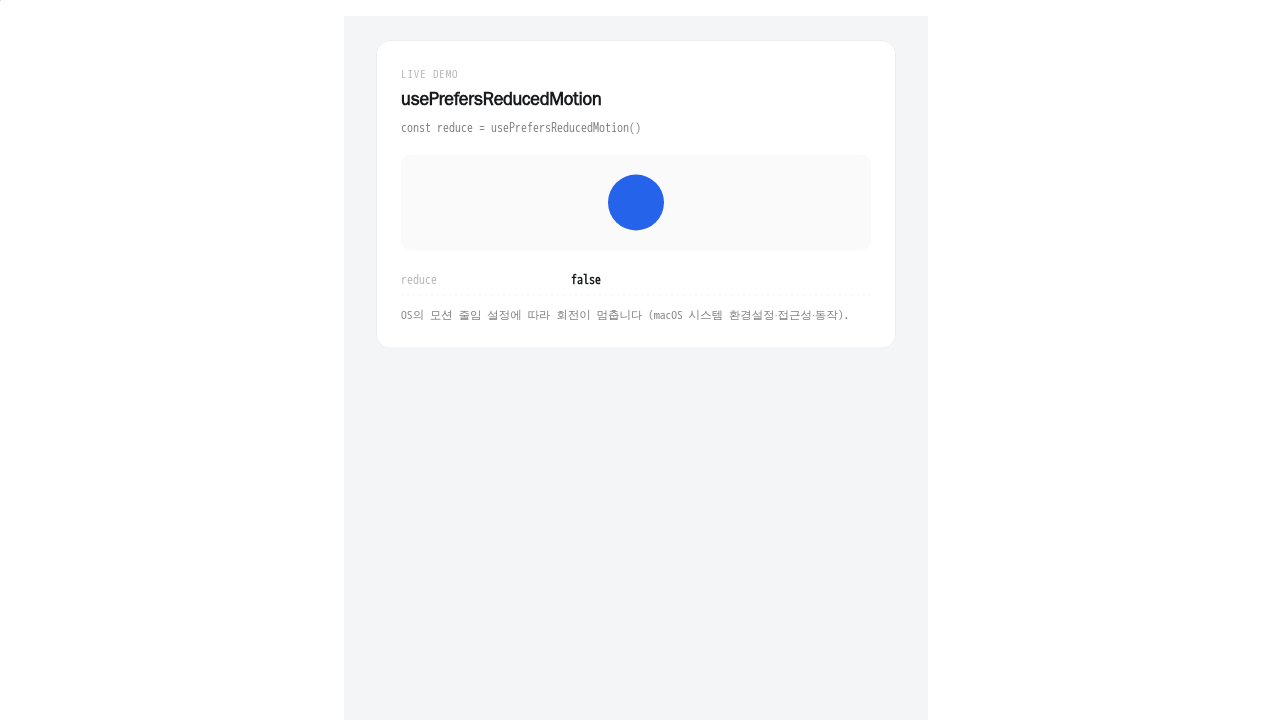 LIVE DEMO
usePrefersReducedMotion
const reduce = usePrefersReducedMotion()
reduce false
OS의 모션 줄임 설정에 따라 회전이 멈춥니다 (macOS 시스템 환경설정·접근성·동작).